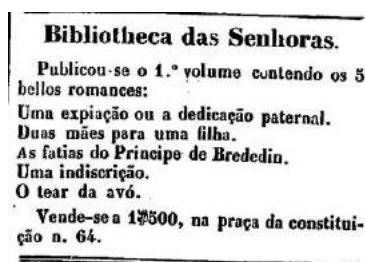 Bibliotheca das Senhoras.
Publicou-se o 1.º volume contendo os 5
bellos romances:
Uma expiação ou a dedicação paternal.
Duas mães para uma filha.
As fatias do Principe de Brededin.
Uma indiscrição.
O tear da avó.
Vende-se a 1$500, na praça da constitui-
ção n. 64.